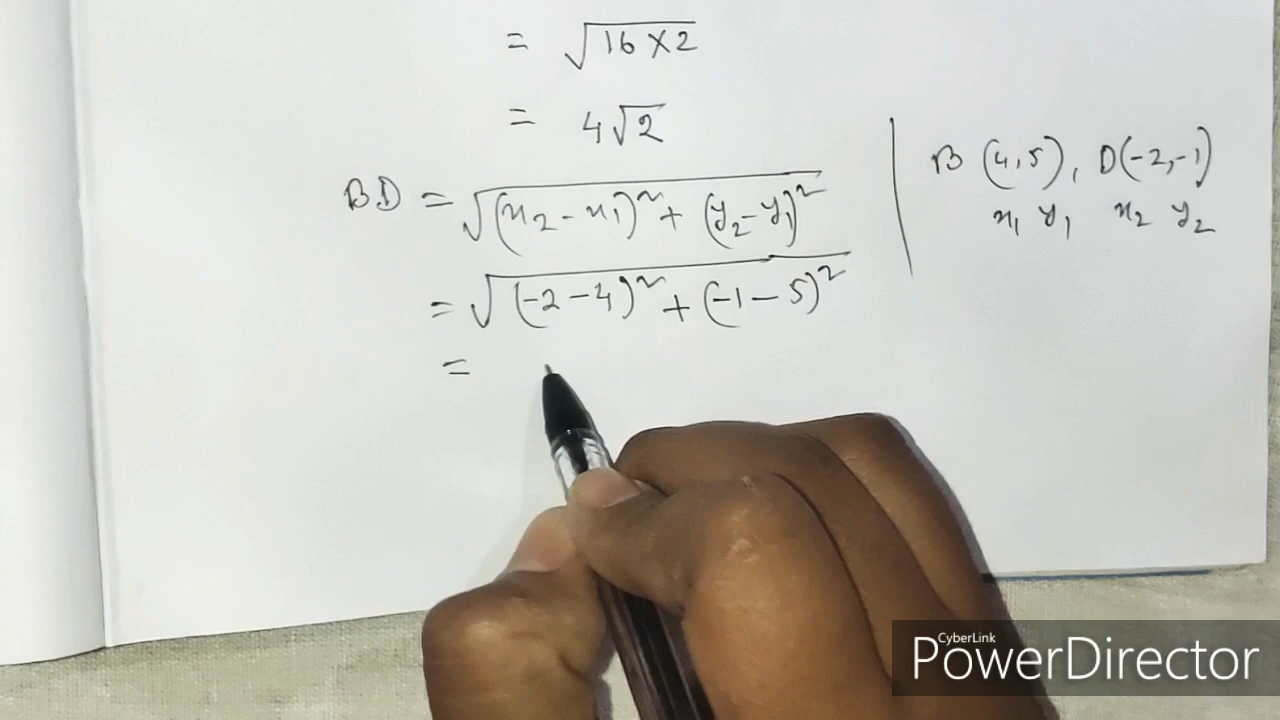 = √16×2
= 4√2
BD = √(x₂-x₁)²+(y₂-y₁)²
= √(-2-4)²+(-1-5)²
=
B (4,5), D(-2,-1)
x₁ y₁ x₂ y₂
CyberLink
PowerDirector